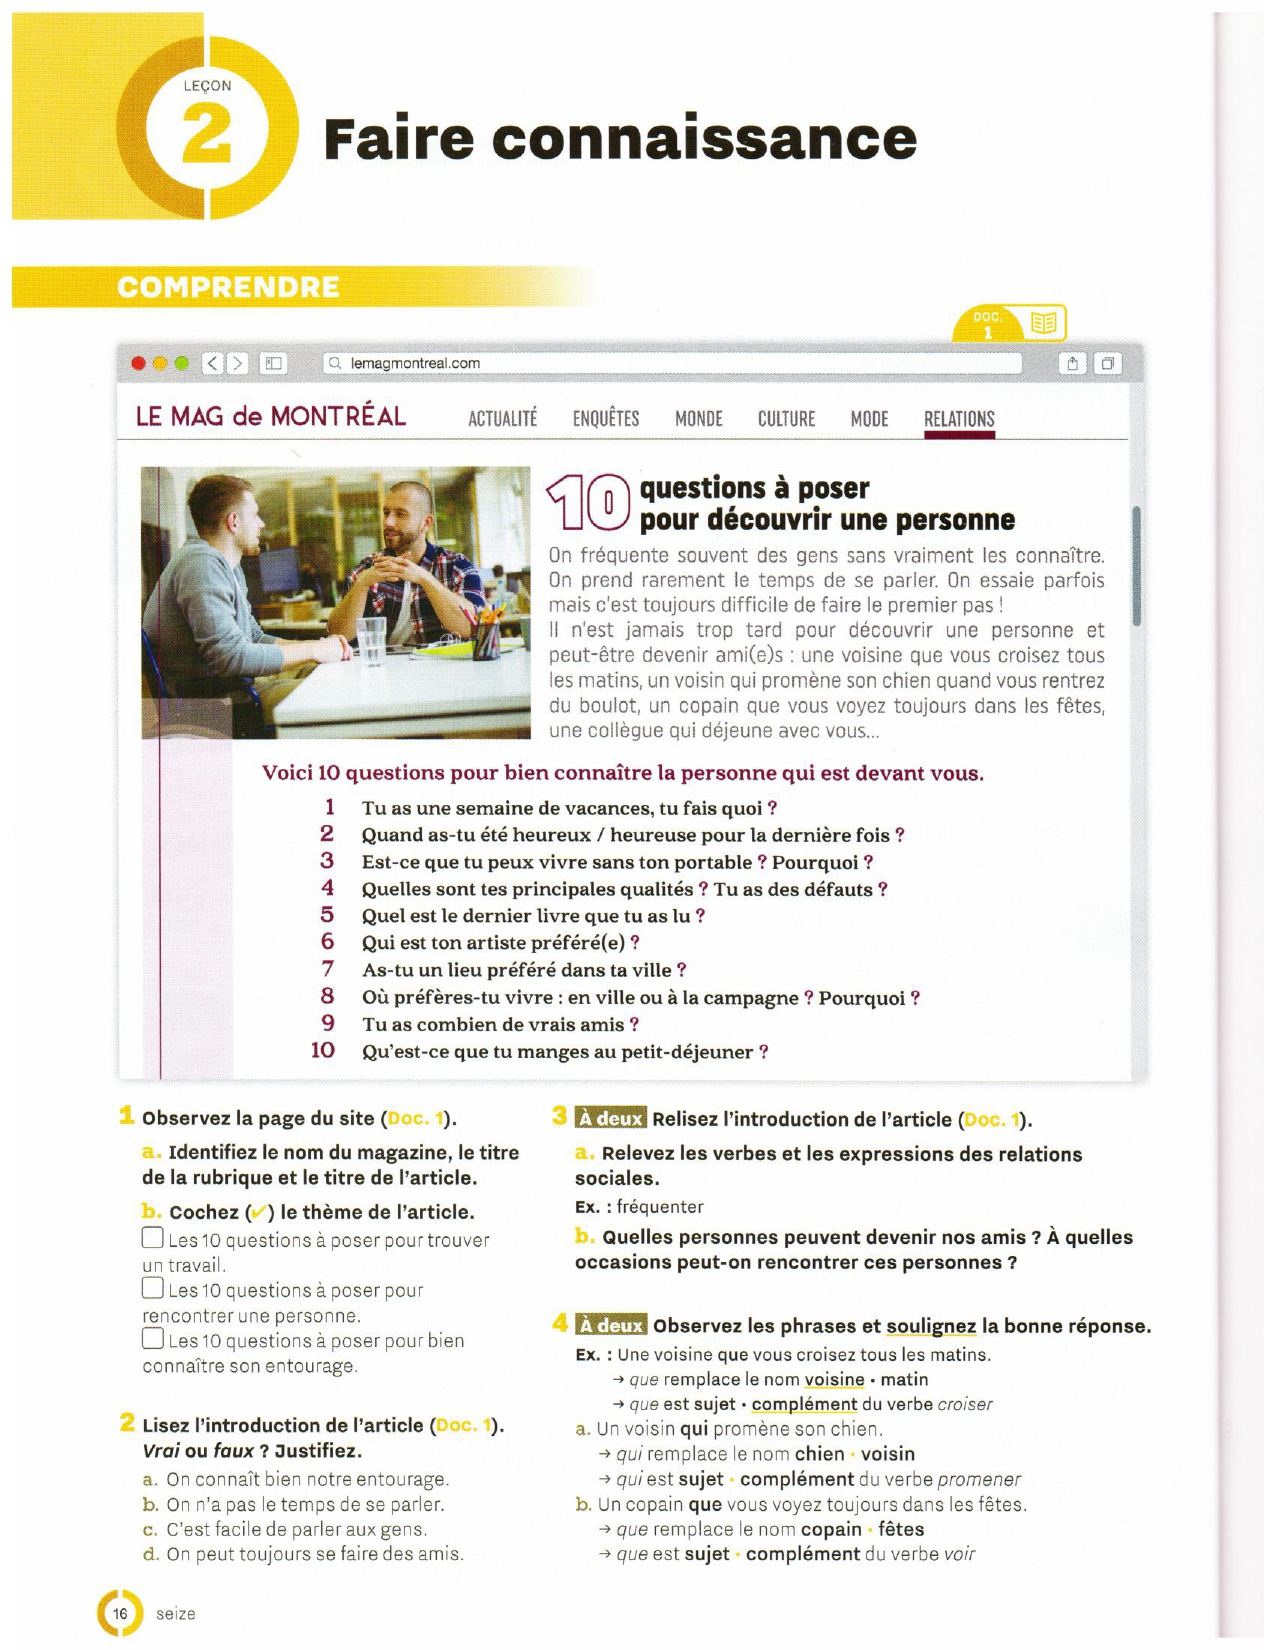 LEÇON
2
Faire connaissance
COMPRENDRE
DOC.
1
lemagmontreal.com
LE MAG de MONTRÉAL ACTUALITÉ ENQUÊTES MONDE CULTURE MODE RELATIONS
10 questions à poser
pour découvrir une personne
On fréquente souvent des gens sans vraiment les connaître.
On prend rarement le temps de se parler. On essaie parfois
mais c'est toujours difficile de faire le premier pas !
Il n'est jamais trop tard pour découvrir une personne et
peut-être devenir ami(e)s : une voisine que vous croisez tous
les matins, un voisin qui promène son chien quand vous rentrez
du boulot, un copain que vous voyez toujours dans les fêtes,
une collègue qui déjeune avec vous...
Voici 10 questions pour bien connaître la personne qui est devant vous.
1 Tu as une semaine de vacances, tu fais quoi ?
2 Quand as-tu été heureux / heureuse pour la dernière fois ?
3 Est-ce que tu peux vivre sans ton portable ? Pourquoi ?
4 Quelles sont tes principales qualités ? Tu as des défauts ?
5 Quel est le dernier livre que tu as lu ?
6 Qui est ton artiste préféré(e) ?
7 As-tu un lieu préféré dans ta ville ?
8 Où préfères-tu vivre : en ville ou à la campagne ? Pourquoi ?
9 Tu as combien de vrais amis ?
10 Qu'est-ce que tu manges au petit-déjeuner ?
1 Observez la page du site (Doc. 1).
a. Identifiez le nom du magazine, le titre
de la rubrique et le titre de l'article.
b. Cochez (✓) le thème de l'article.
☐ Les 10 questions à poser pour trouver
un travail.
☐ Les 10 questions à poser pour
rencontrer une personne.
☐ Les 10 questions à poser pour bien
connaître son entourage.
2 Lisez l'introduction de l'article (Doc. 1).
Vrai ou faux ? Justifiez.
a. On connaît bien notre entourage.
b. On n'a pas le temps de se parler.
c. C'est facile de parler aux gens.
d. On peut toujours se faire des amis.
3 À deux Relisez l'introduction de l'article (Doc. 1).
a. Relevez les verbes et les expressions des relations
sociales.
Ex. : fréquenter
b. Quelles personnes peuvent devenir nos amis ? À quelles
occasions peut-on rencontrer ces personnes ?
4 À deux Observez les phrases et soulignez la bonne réponse.
Ex. : Une voisine que vous croisez tous les matins.
→ que remplace le nom voisine • matin
→ que est sujet • complément du verbe croiser
a. Un voisin qui promène son chien.
→ qui remplace le nom chien • voisin
→ qui est sujet • complément du verbe promener
b. Un copain que vous voyez toujours dans les fêtes.
→ que remplace le nom copain • fêtes
→ que est sujet • complément du verbe voir
16 seize